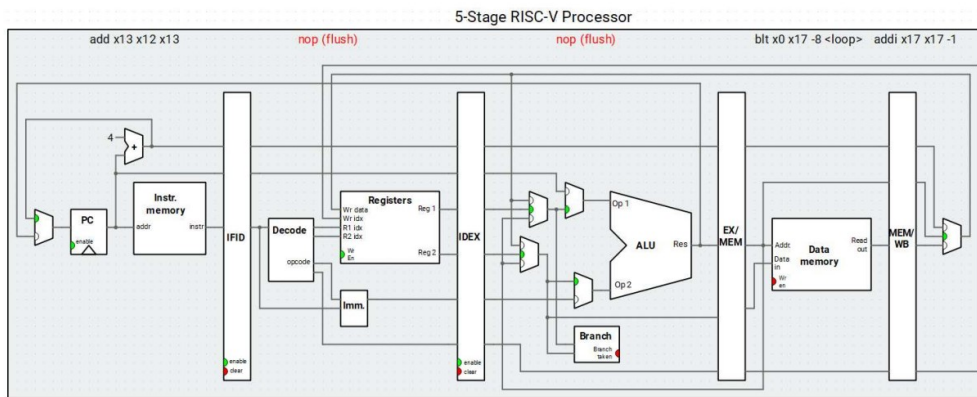 5-Stage RISC-V Processor
add x13 x12 x13
nop (flush)
nop (flush)
blt x0 x17 -8 <loop>
addi x17 x17 -1
4
+
PC
enable
Instr. memory
addr
instr
IFID
enable
clear
Decode
opcode
Registers
Wr data
Wr idx
R1 idx
R2 idx
Wr En
Reg 1
Reg 2
Imm.
IDEX
enable
clear
Op 1
ALU
Res
Op 2
Branch
Branch taken
EX/MEM
Addr.
Data in
Wr en
Data memory
Read out
MEM/WB